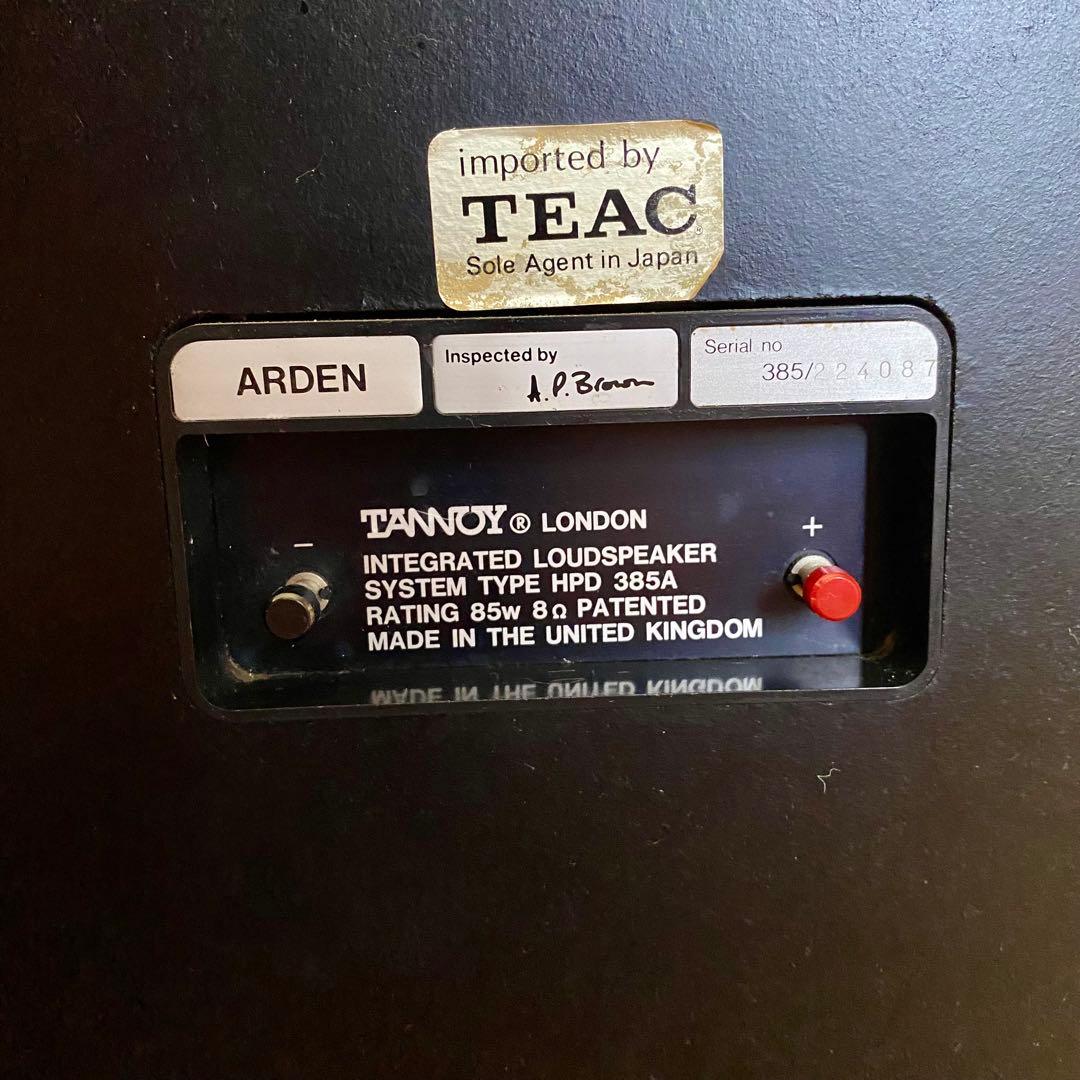 imported by
TEAC
Sole Agent in Japan
ARDEN
Inspected by
A.P.Brown
Serial no
385/224087
−
+
TANNOY® LONDON
INTEGRATED LOUDSPEAKER
SYSTEM TYPE HPD 385A
RATING 85w 8Ω PATENTED
MADE IN THE UNITED KINGDOM